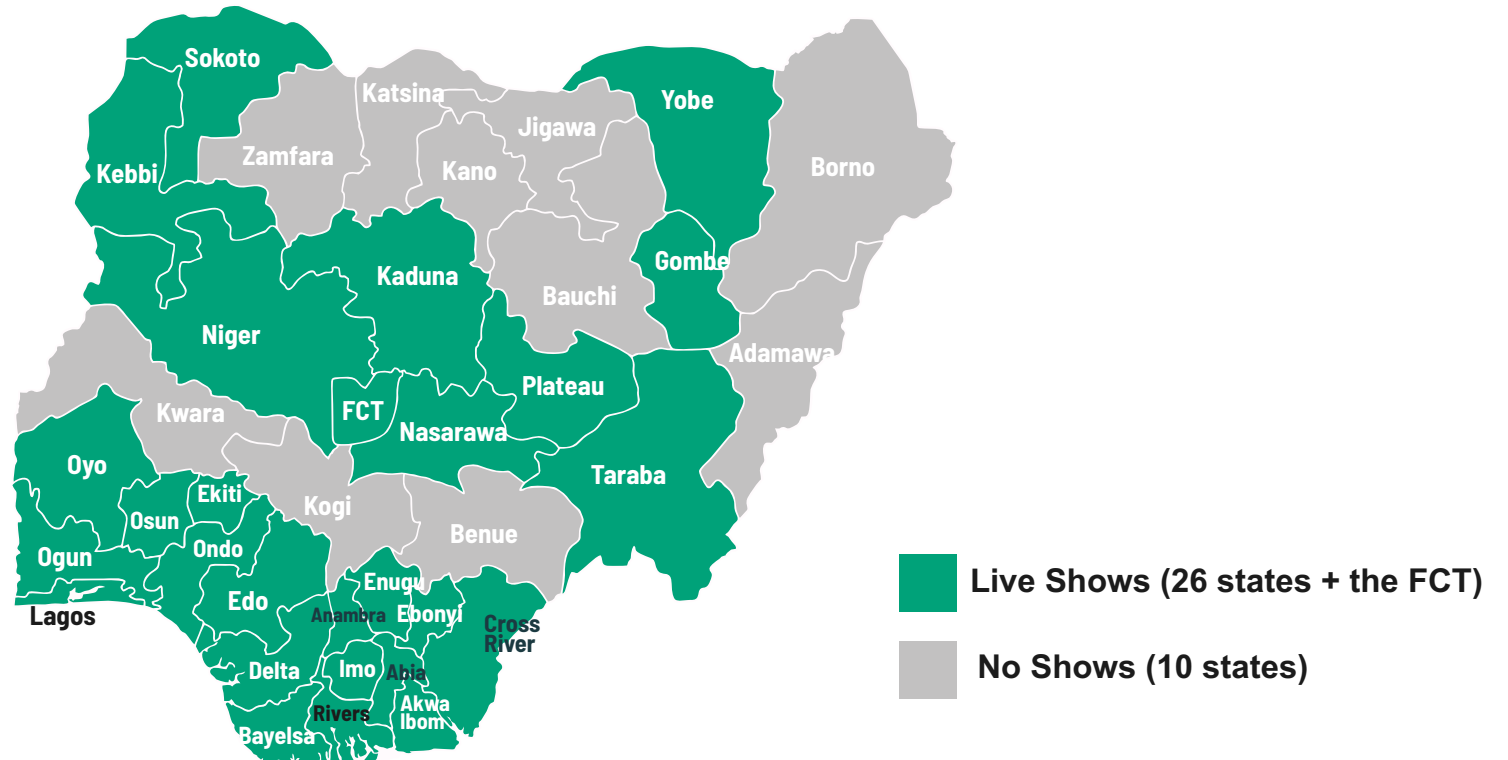 Sokoto
Katsina
Yobe
Jigawa
Zamfara
Kano
Borno
Kebbi
Gombe
Kaduna
Bauchi
Niger
Adamawa
Plateau
FCT
Kwara
Nasarawa
Oyo
Taraba
Ekiti
Kogi
Osun
Benue
Ondo
Ogun
Enugu
Live Shows (26 states + the FCT)
Edo
Anambra
Ebonyi
Lagos
Cross
River
Delta
Imo
Abia
No Shows (10 states)
Akwa
Ibom
Rivers
Bayelsa